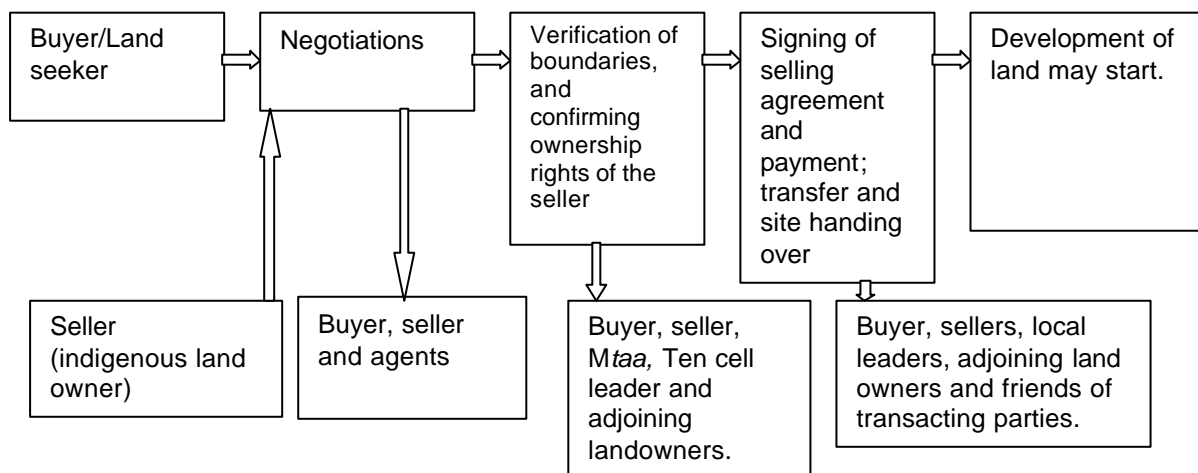 Buyer/Land
seeker
Negotiations
Verification of
boundaries,
and
confirming
ownership
rights of the
seller
Signing of
selling
agreement
and
payment;
transfer and
site handing
over
Development of
land may start.
Seller
(indigenous land
owner)
Buyer, seller
and agents
Buyer, seller,
Mtaa, Ten cell
leader and
adjoining
landowners.
Buyer, sellers, local
leaders, adjoining land
owners and friends of
transacting parties.